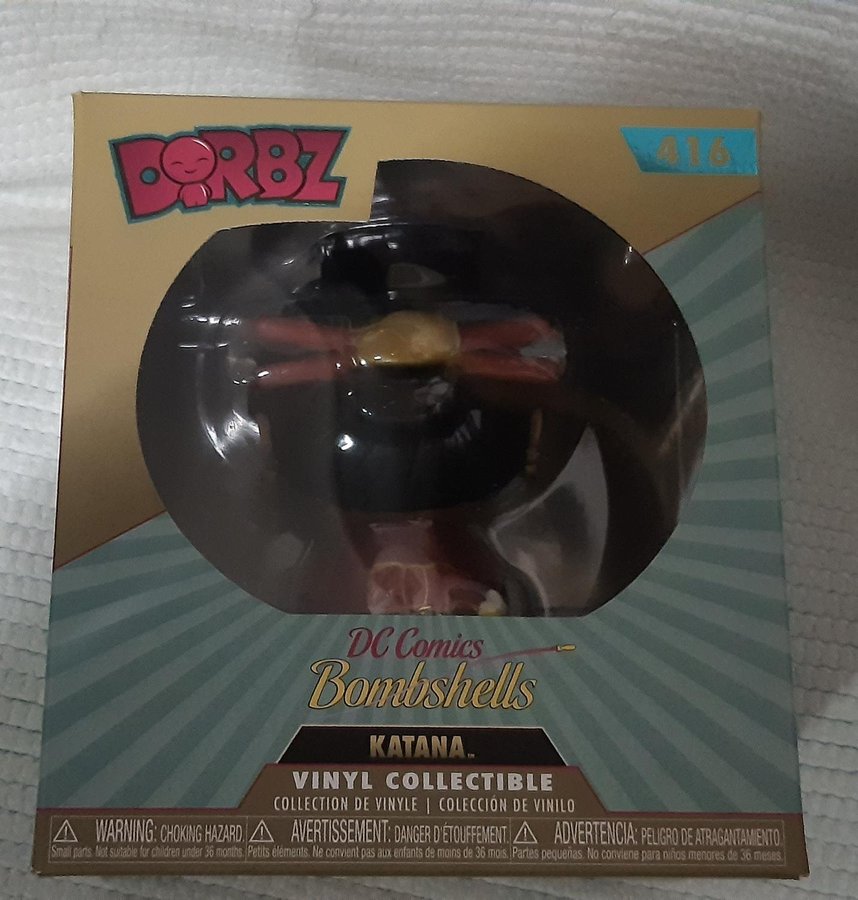 DORBZ
416
DC Comics
Bombshells
KATANA™
VINYL COLLECTIBLE
COLLECTION DE VINYLE | COLECCIÓN DE VINILO
WARNING: CHOKING HAZARD.
Small parts. Not suitable for children under 36 months.
AVERTISSEMENT: DANGER D'ÉTOUFFEMENT.
Petits éléments. Ne convient pas aux enfants de moins de 36 mois.
ADVERTENCIA: PELIGRO DE ATRAGANTAMIENTO.
Partes pequeñas. No conviene para niños menores de 36 meses.